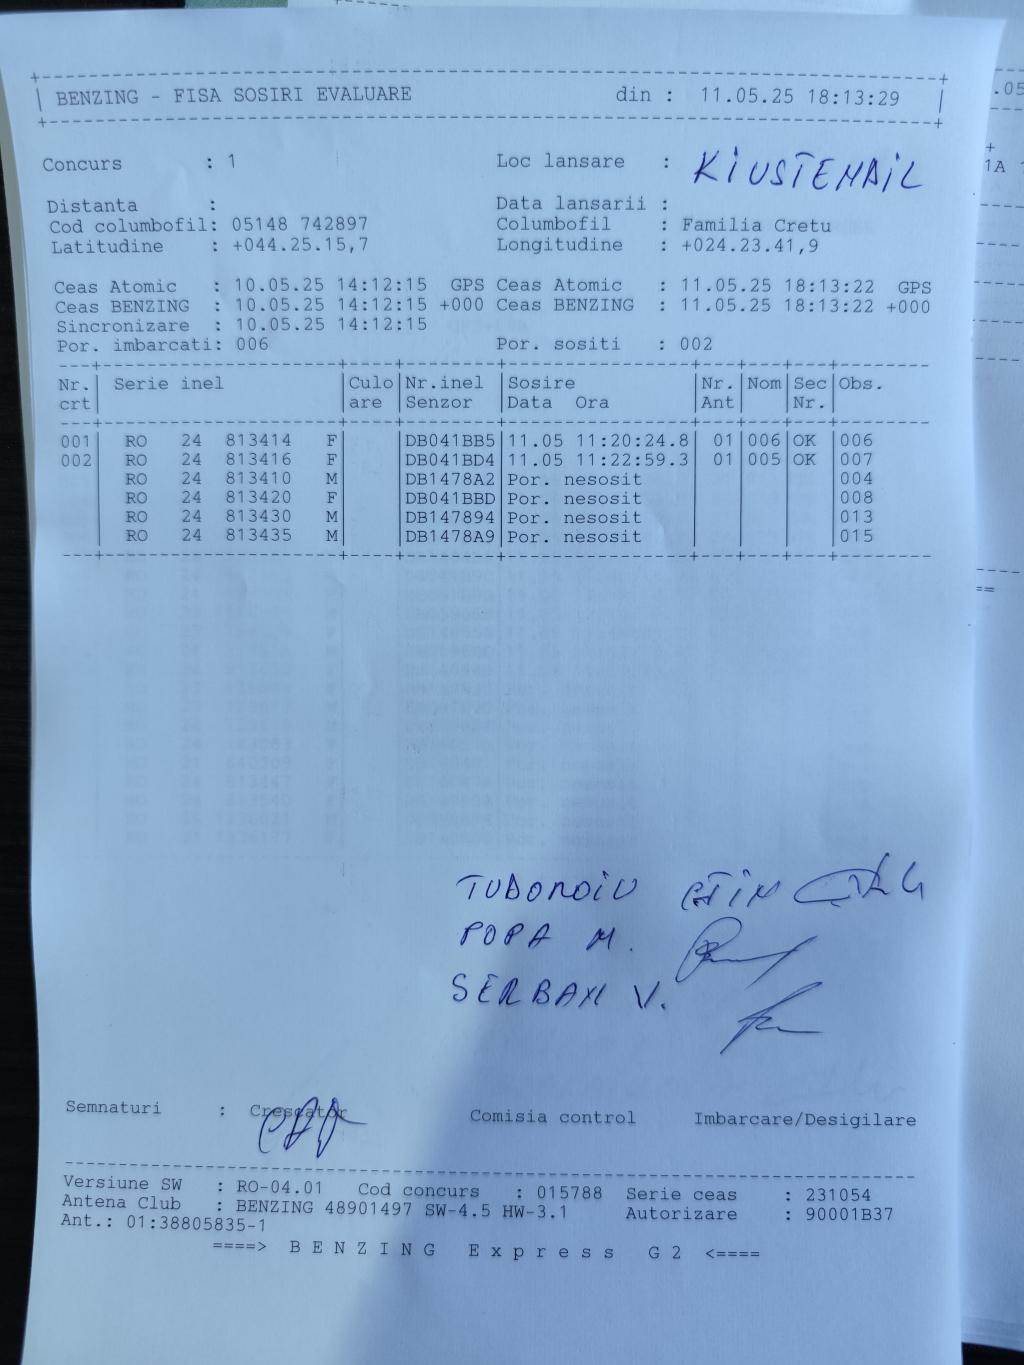 BENZING - FISA SOSIRI EVALUARE din : 11.05.25 18:13:29
Concurs : 1 Loc lansare : KIUSTENDIL
Distanta : Data lansarii :
Cod columbofil: 05148 742897 Columbofil : Familia Cretu
Latitudine : +044.25.15,7 Longitudine : +024.23.41,9
Ceas Atomic : 10.05.25 14:12:15 GPS Ceas Atomic : 11.05.25 18:13:22 GPS
Ceas BENZING : 10.05.25 14:12:15 +000 Ceas BENZING : 11.05.25 18:13:22 +000
Sincronizare : 10.05.25 14:12:15
Por. imbarcati: 006 Por. sositi : 002
Nr. Serie inel Culo Nr.inel Sosire Nr. Nom Sec Obs.
crt are Senzor Data Ora Ant Nr.
001 RO 24 813414 F DB041BB5 11.05 11:20:24.8 01 006 OK 006
002 RO 24 813416 F DB041BD4 11.05 11:22:59.3 01 005 OK 007
RO 24 813410 M DB1478A2 Por. nesosit 004
RO 24 813420 F DB041BBD Por. nesosit 008
RO 24 813430 M DB147894 Por. nesosit 013
RO 24 813435 M DB1478A9 Por. nesosit 015
POPA M.
SERBAN V.
Semnaturi : Crescator Comisia control Imbarcare/Desigilare
Versiune SW : RO-04.01 Cod concurs : 015788 Serie ceas : 231054
Antena Club : BENZING 48901497 SW-4.5 HW-3.1 Autorizare : 90001B37
Ant.: 01:38805835-1
====> B E N Z I N G E x p r e s s G 2 <====